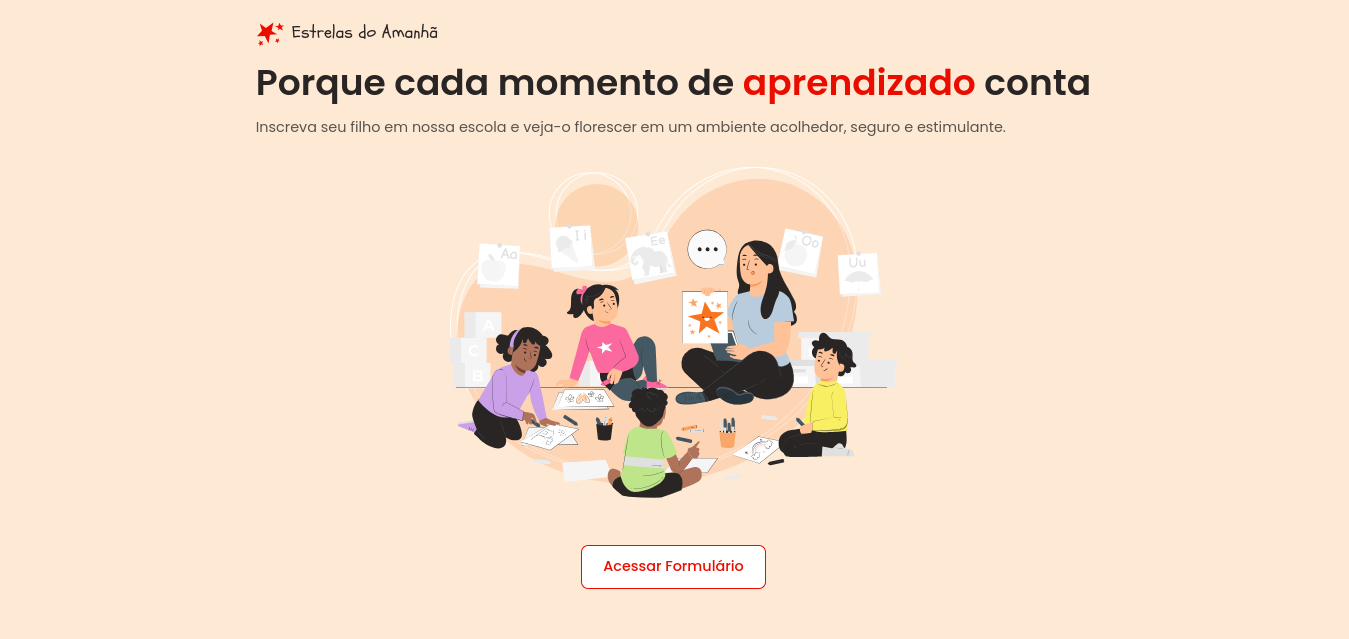 Estrelas do Amanhã
Porque cada momento de aprendizado conta
Inscreva seu filho em nossa escola e veja-o florescer em um ambiente acolhedor, seguro e estimulante.
Aa
I i
Ee
Oo
Uu
A
C
B
Acessar Formulário